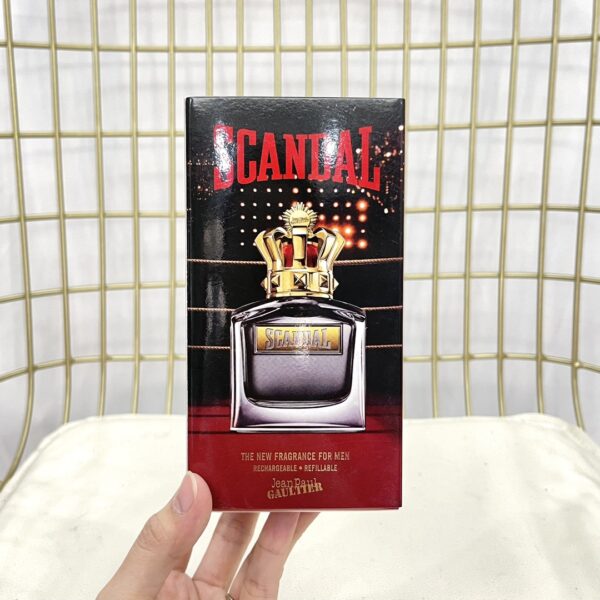 SCANDAL
SCANDAL
THE NEW FRAGRANCE FOR MEN
RECHARGEABLE • REFILLABLE
Jean Paul
GAULTIER